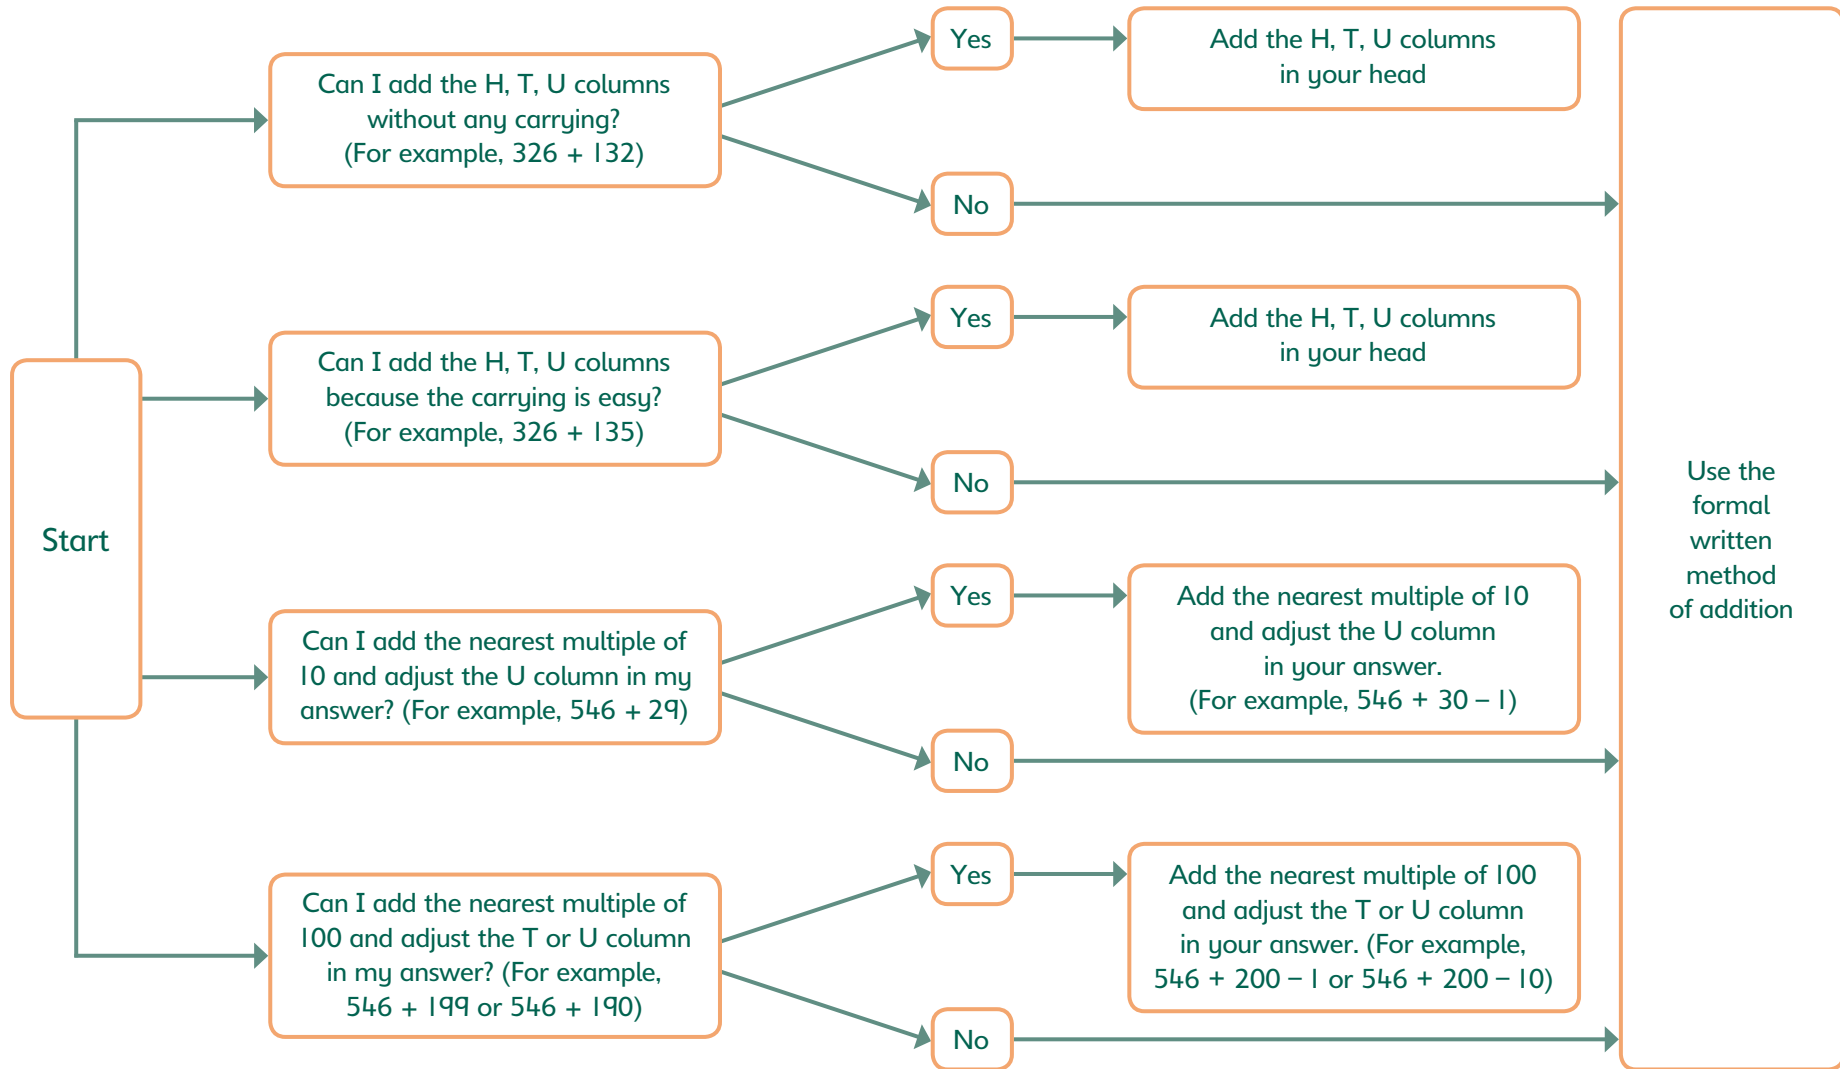 Start
Can I add the H, T, U columns
without any carrying?
(For example, 326 + 132)
Yes
Add the H, T, U columns
in your head
No
Can I add the H, T, U columns
because the carrying is easy?
(For example, 326 + 135)
Yes
Add the H, T, U columns
in your head
No
Can I add the nearest multiple of
10 and adjust the U column in my
answer? (For example, 546 + 29)
Yes
Add the nearest multiple of 10
and adjust the U column
in your answer.
(For example, 546 + 30 – 1)
No
Can I add the nearest multiple of
100 and adjust the T or U column
in my answer? (For example,
546 + 199 or 546 + 190)
Yes
Add the nearest multiple of 100
and adjust the T or U column
in your answer. (For example,
546 + 200 – 1 or 546 + 200 – 10)
No
Use the
formal
written
method
of addition